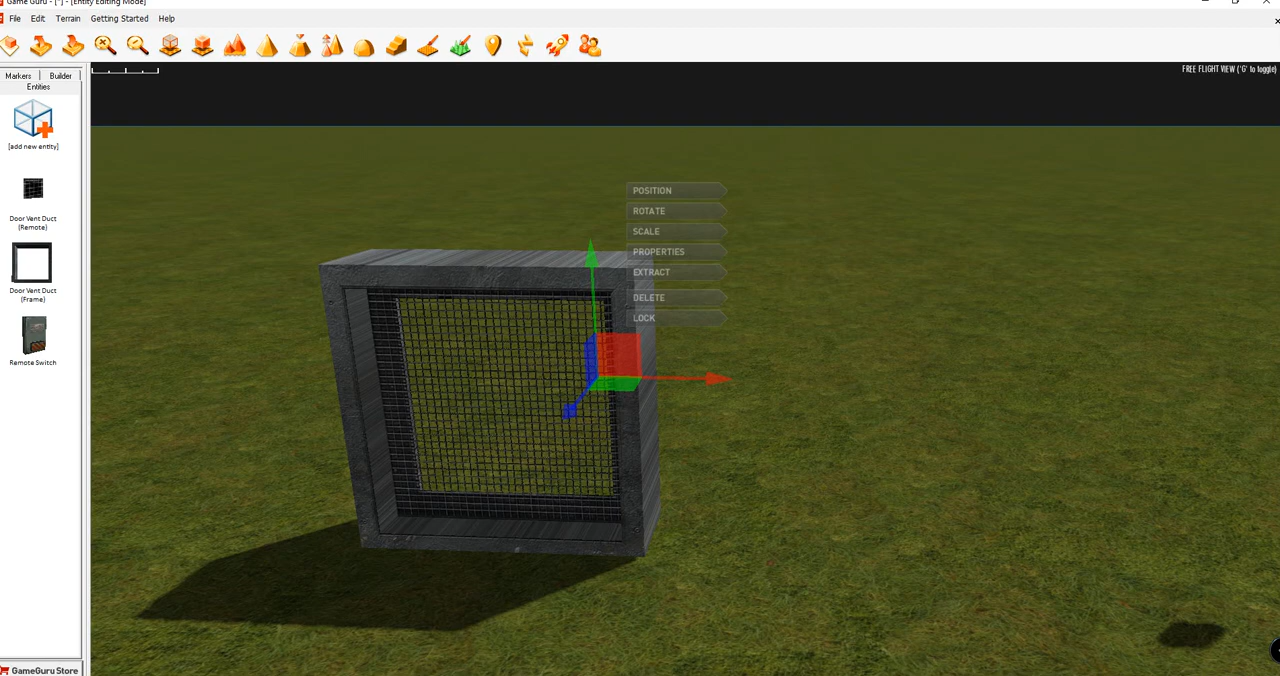 Game Guru - [*] - [Entity Editing Mode]
File Edit Terrain Getting Started Help
Markers Builder
Entities
FREE FLIGHT VIEW ('G' to toggle)
[add new entity]
Door Vent Duct
(Remote)
Door Vent Duct
(Frame)
Remote Switch
POSITION
ROTATE
SCALE
PROPERTIES
EXTRACT
DELETE
LOCK
GameGuru Store